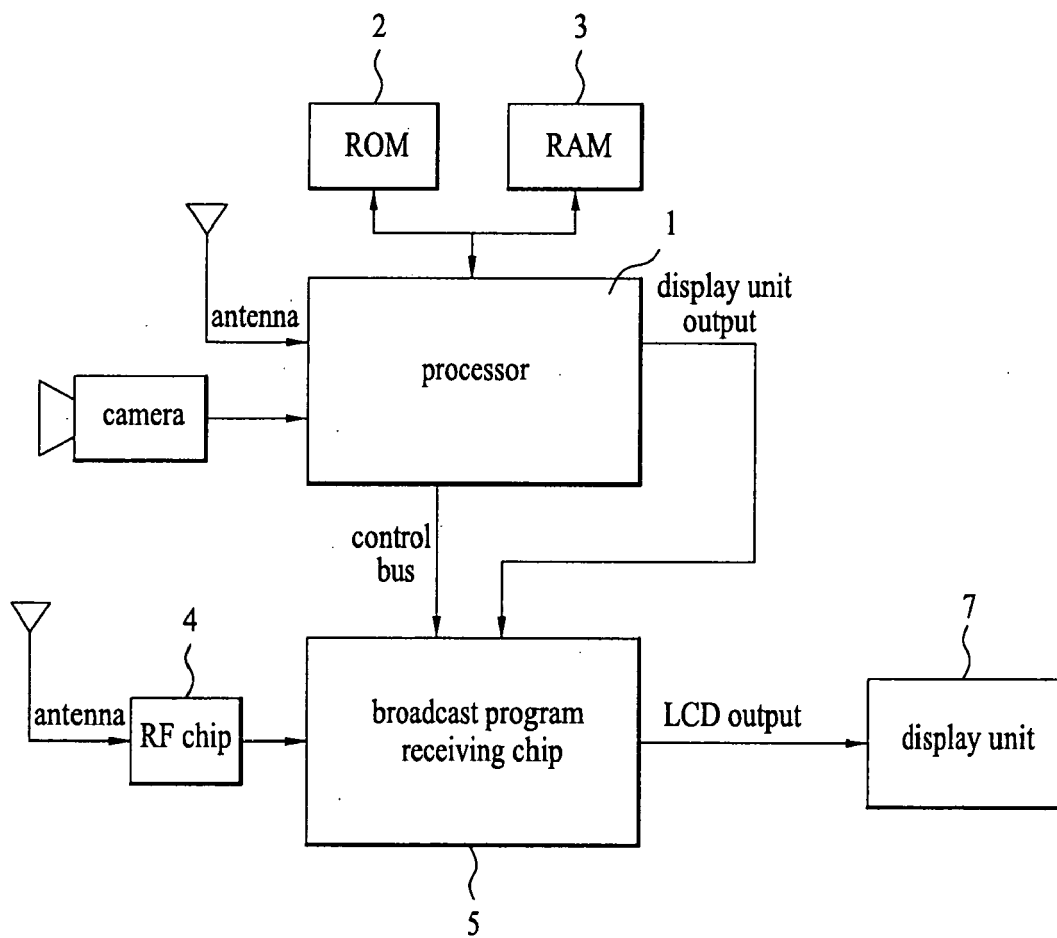 2
3
ROM
RAM
1
display unit
output
antenna
processor
camera
control
bus
4
7
antenna
RF chip
broadcast program
receiving chip
LCD output
display unit
5